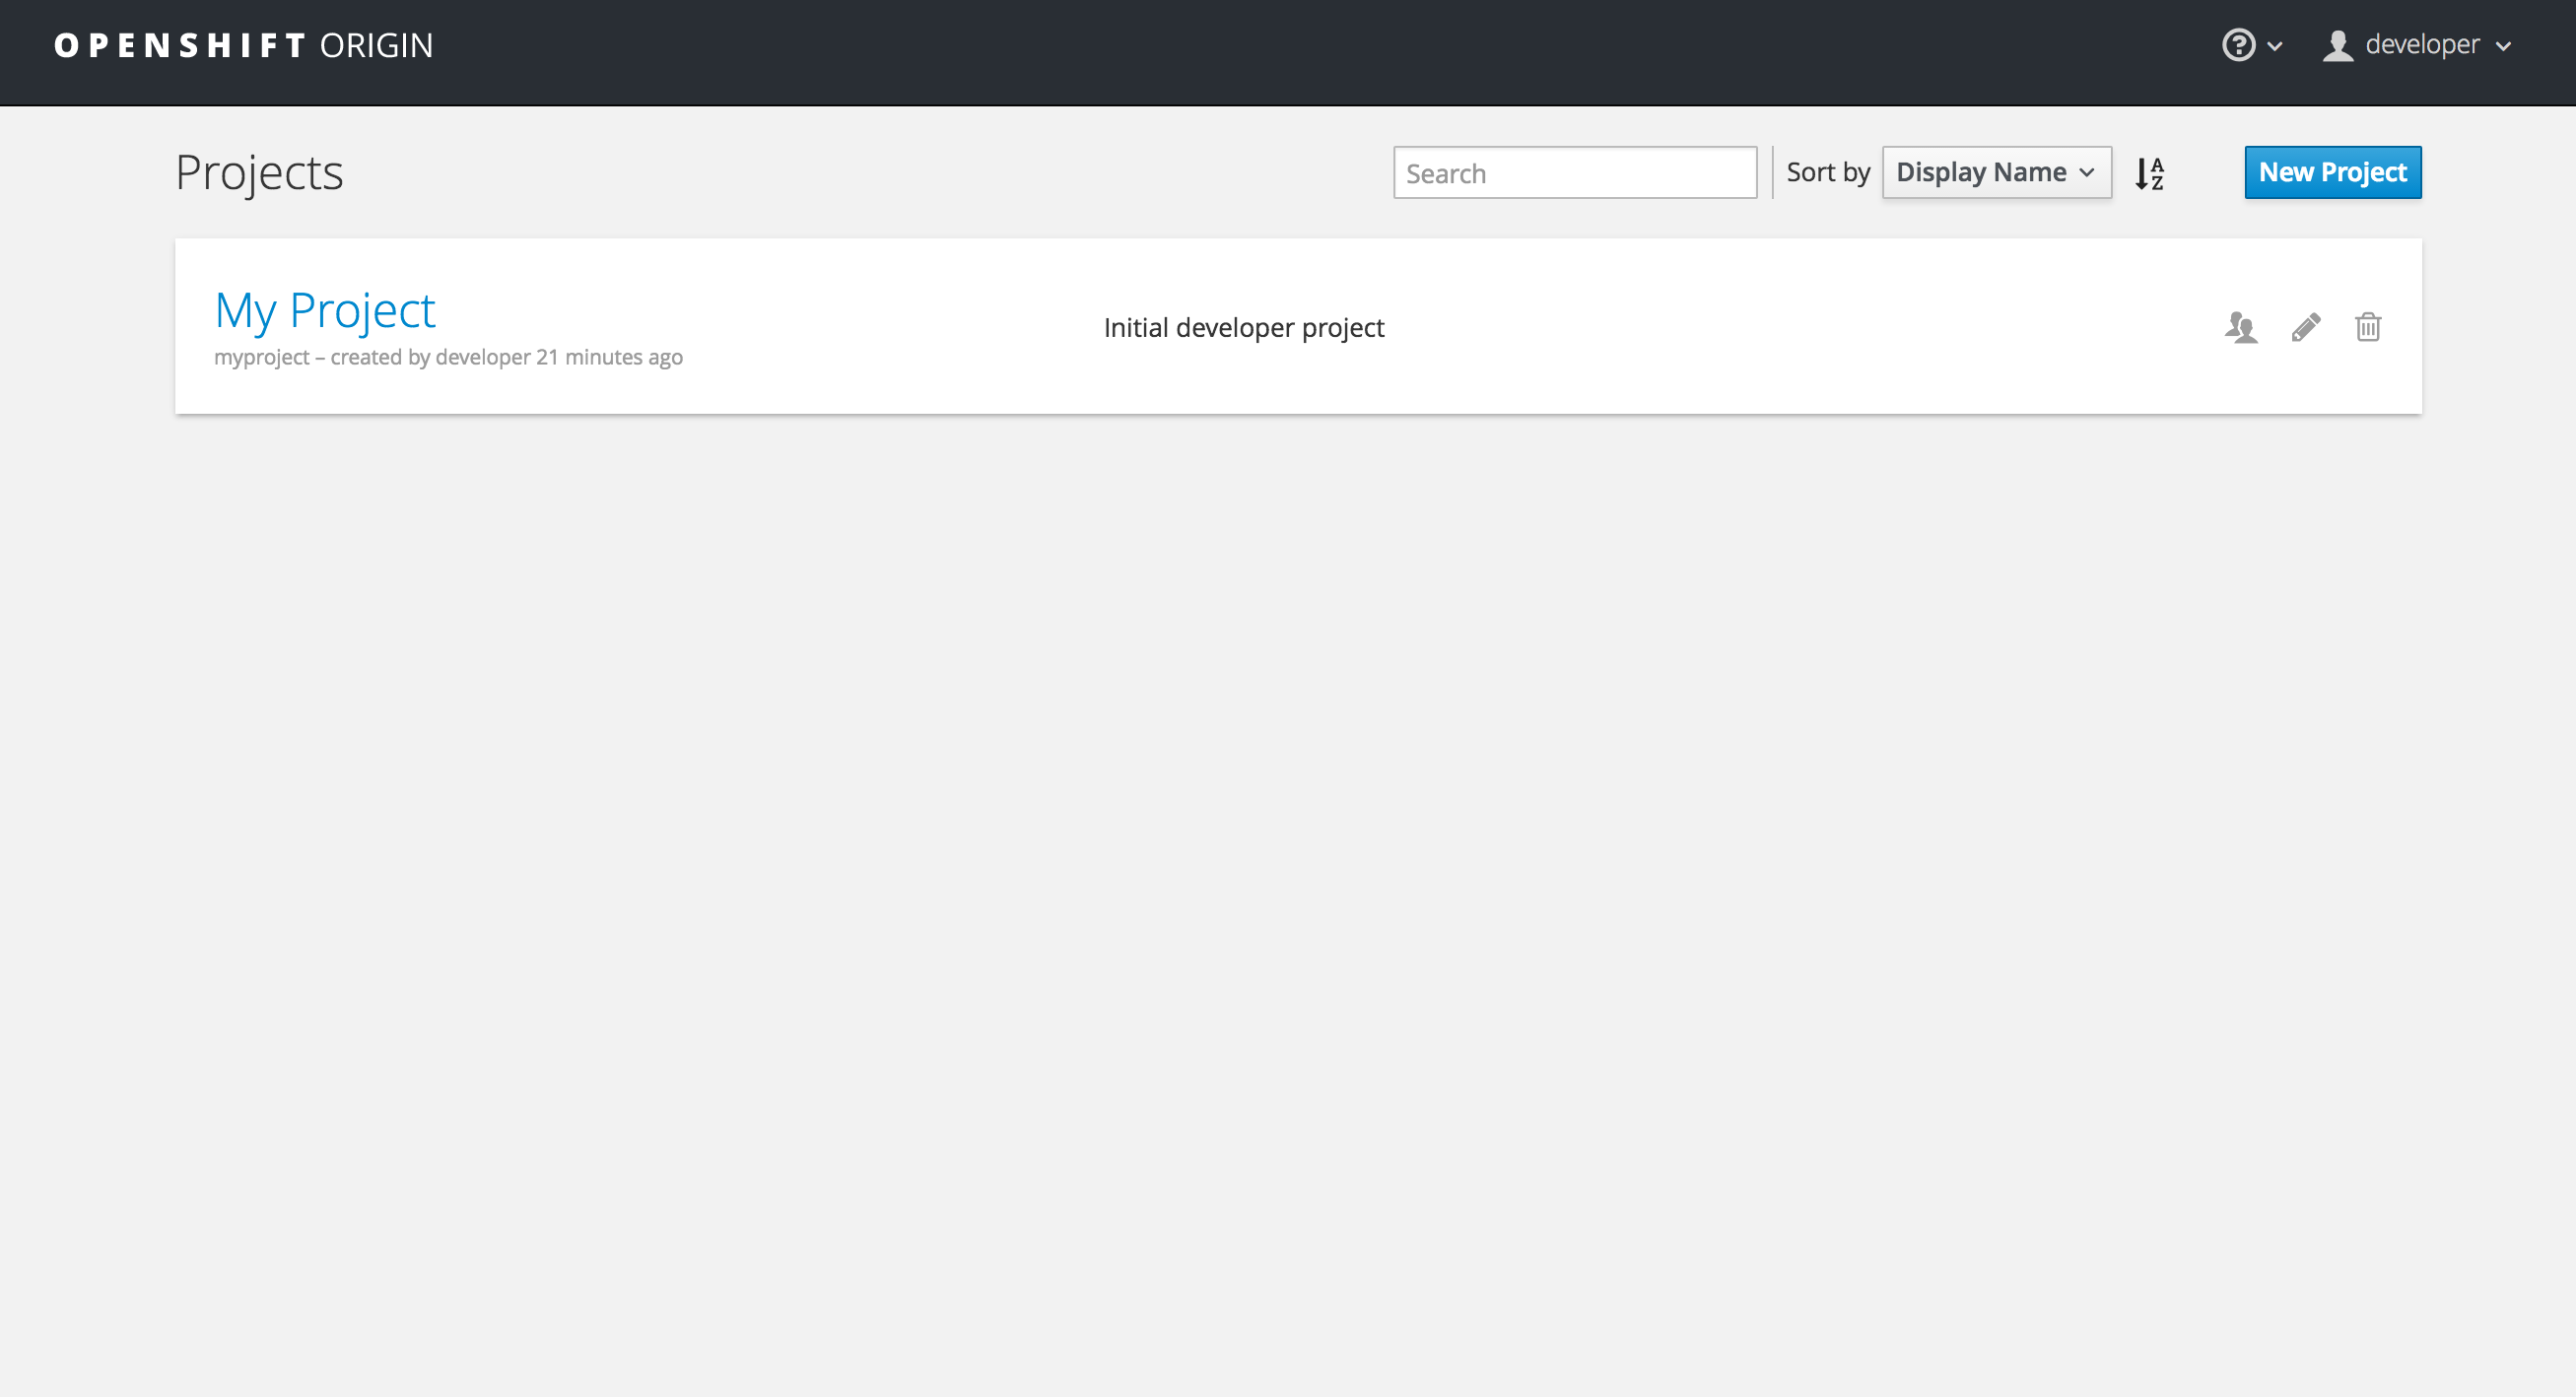 OPENSHIFT ORIGIN
developer
Projects
Search
Sort by
Display Name
A
Z
New Project
My Project
myproject – created by developer 21 minutes ago
Initial developer project